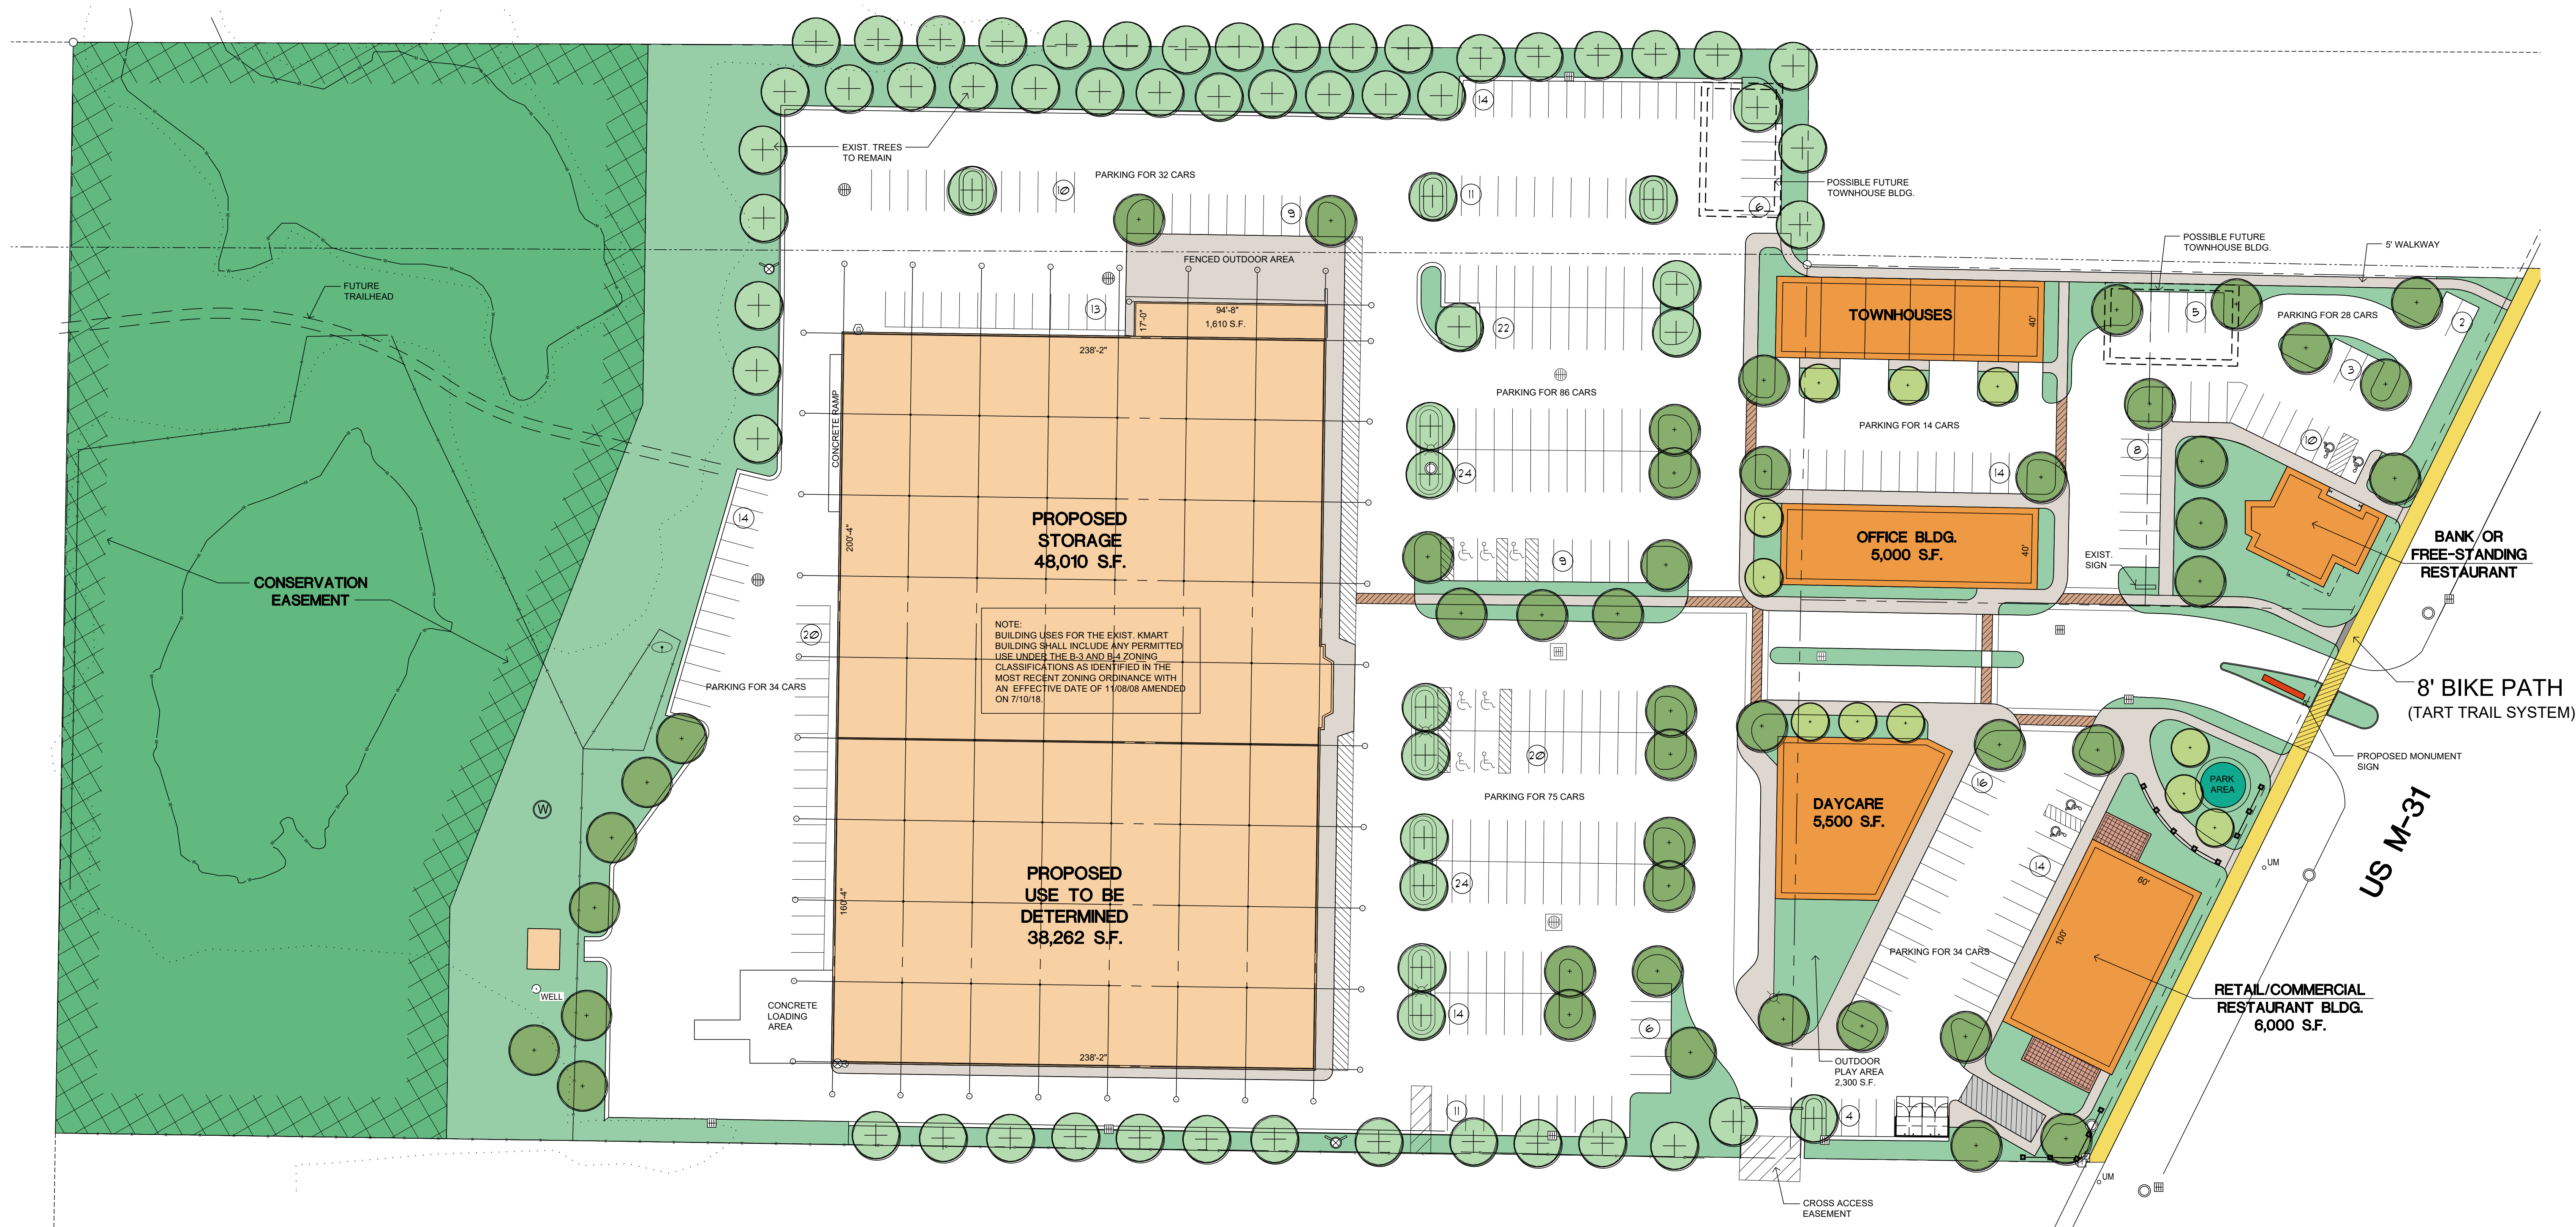 14
EXIST. TREES
TO REMAIN
PARKING FOR 32 CARS
10
9
11
6
POSSIBLE FUTURE
TOWNHOUSE BLDG.
POSSIBLE FUTURE
TOWNHOUSE BLDG.
5' WALKWAY
FENCED OUTDOOR AREA
FUTURE
TRAILHEAD
13
17'-0"
94'-8"
1,610 S.F.
22
TOWNHOUSES
40'
5
PARKING FOR 28 CARS
2
238'-2"
3
PARKING FOR 86 CARS
CONCRETE RAMP
PARKING FOR 14 CARS
10
8
24
14
14
PROPOSED
STORAGE
48,010 S.F.
200'-4"
OFFICE BLDG.
5,000 S.F.
40'
BANK OR
FREE-STANDING
RESTAURANT
EXIST.
SIGN
9
CONSERVATION
EASEMENT
NOTE:
BUILDING USES FOR THE EXIST. KMART
BUILDING SHALL INCLUDE ANY PERMITTED
USE UNDER THE B-3 AND B-4 ZONING
CLASSIFICATIONS AS IDENTIFIED IN THE
MOST RECENT ZONING ORDINANCE WITH
AN EFFECTIVE DATE OF 11/08/08 AMENDED
ON 7/10/18.
20
PARKING FOR 34 CARS
8' BIKE PATH
(TART TRAIL SYSTEM)
20
PROPOSED MONUMENT
SIGN
PARK
AREA
16
PARKING FOR 75 CARS
DAYCARE
5,500 S.F.
W
US M-31
14
UM
PROPOSED
USE TO BE
DETERMINED
38,262 S.F.
160'-4"
24
60'
100'
PARKING FOR 34 CARS
WELL
CONCRETE
LOADING
AREA
14
6
RETAIL/COMMERCIAL
RESTAURANT BLDG.
6,000 S.F.
238'-2"
OUTDOOR
PLAY AREA
2,300 S.F.
11
4
UM
CROSS ACCESS
EASEMENT